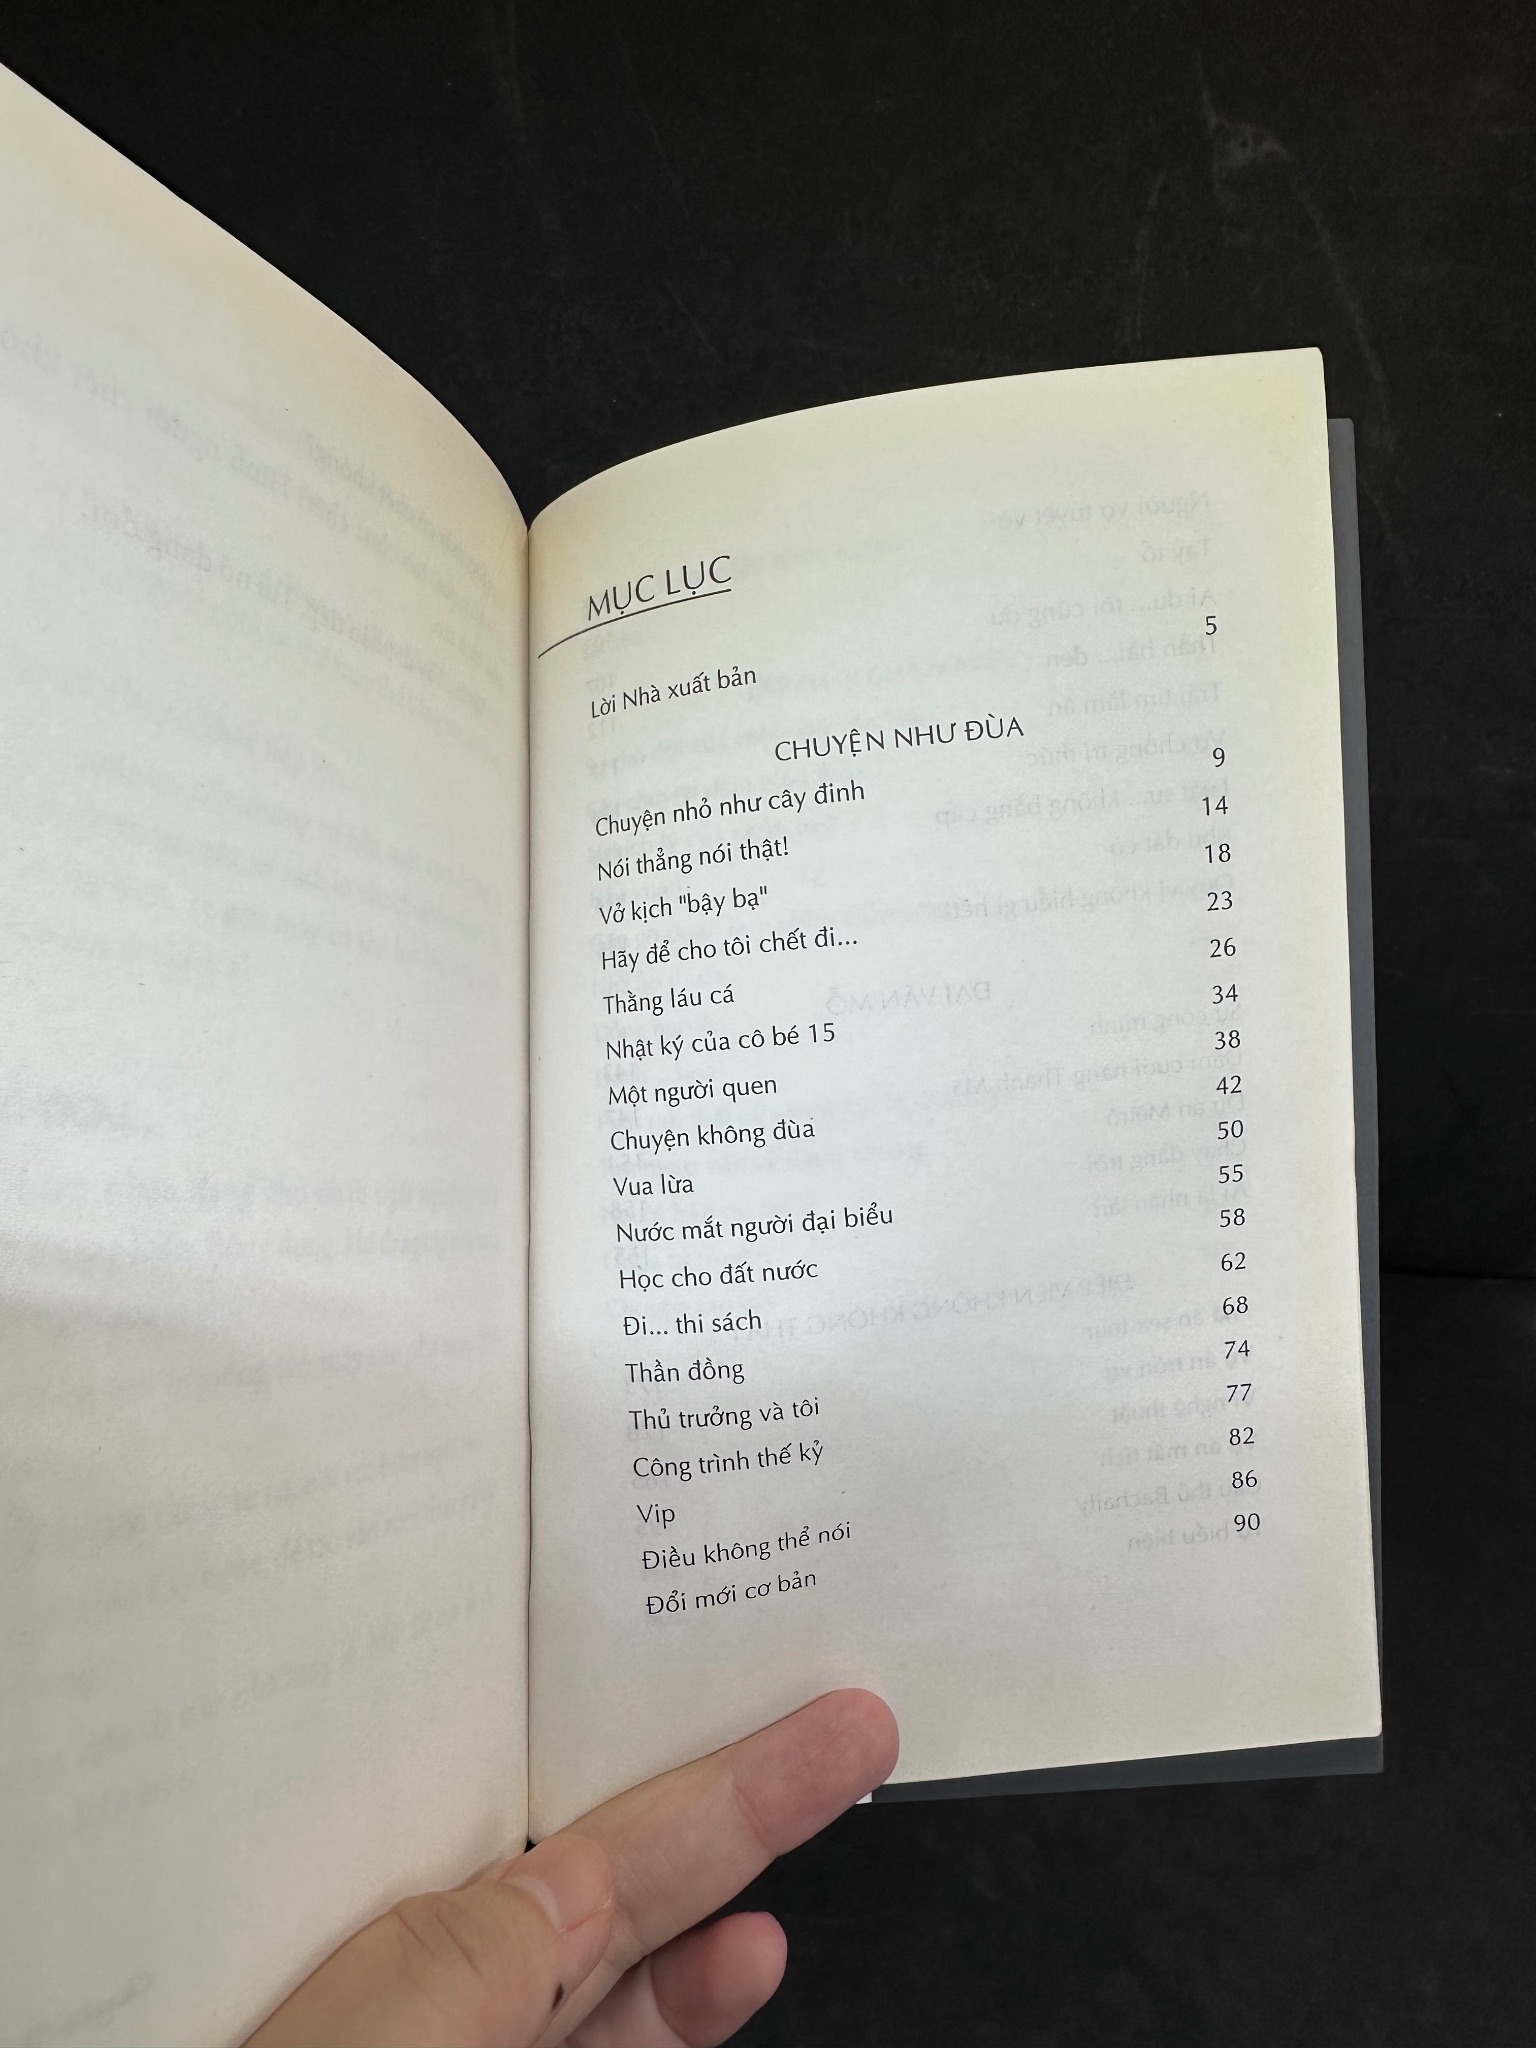 MỤC LỤC
Lời Nhà xuất bản 5
CHUYỆN NHƯ ĐÙA
Chuyện nhỏ như cây đinh 9
Nói thẳng nói thật! 14
Vở kịch "bậy bạ" 18
Hãy để cho tôi chết đi... 23
Thằng láu cá 26
Nhật ký của cô bé 15 34
Một người quen 38
Chuyện không đùa 42
Vua lừa 50
Nước mắt người đại biểu 55
Học cho đất nước 58
Đi... thi sách 62
Thần đồng 68
Thủ trưởng và tôi 74
Công trình thế kỷ 77
Vip 82
Điều không thể nói 86
Đổi mới cơ bản 90